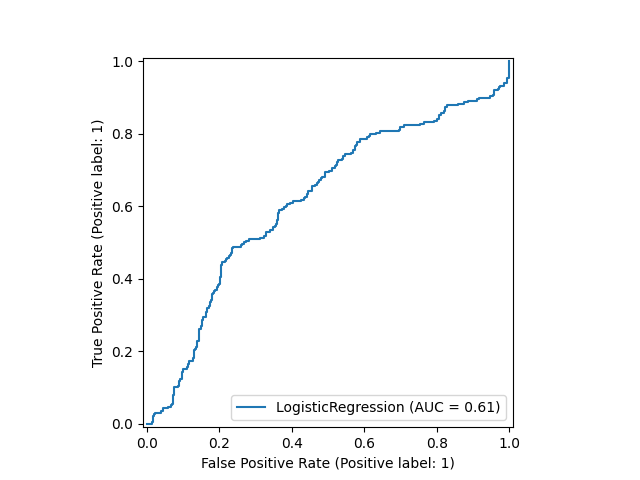 1.0
0.8
0.6
0.4
0.2
0.0
True Positive Rate (Positive label: 1)
LogisticRegression (AUC = 0.61)
0.0 0.2 0.4 0.6 0.8 1.0
False Positive Rate (Positive label: 1)